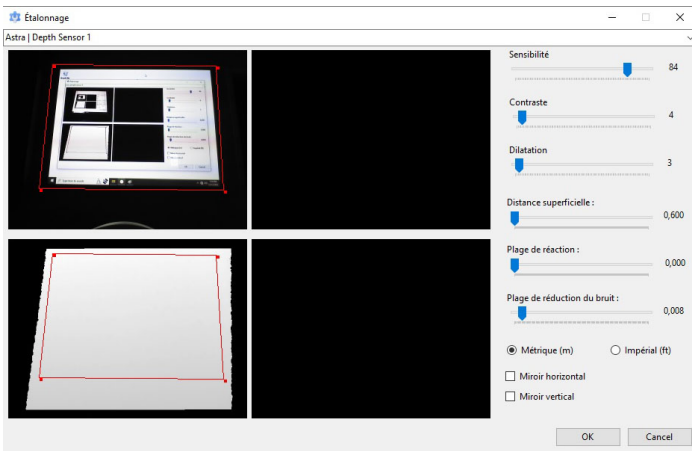 Étalonnage
Astra | Depth Sensor 1
Sensibilité
84
Contraste
4
Dilatation
3
Distance superficielle :
0,600
Plage de réaction :
0,000
Plage de réduction du bruit :
0,008
Métrique (m)
Impérial (ft)
Miroir horizontal
Miroir vertical
OK
Cancel